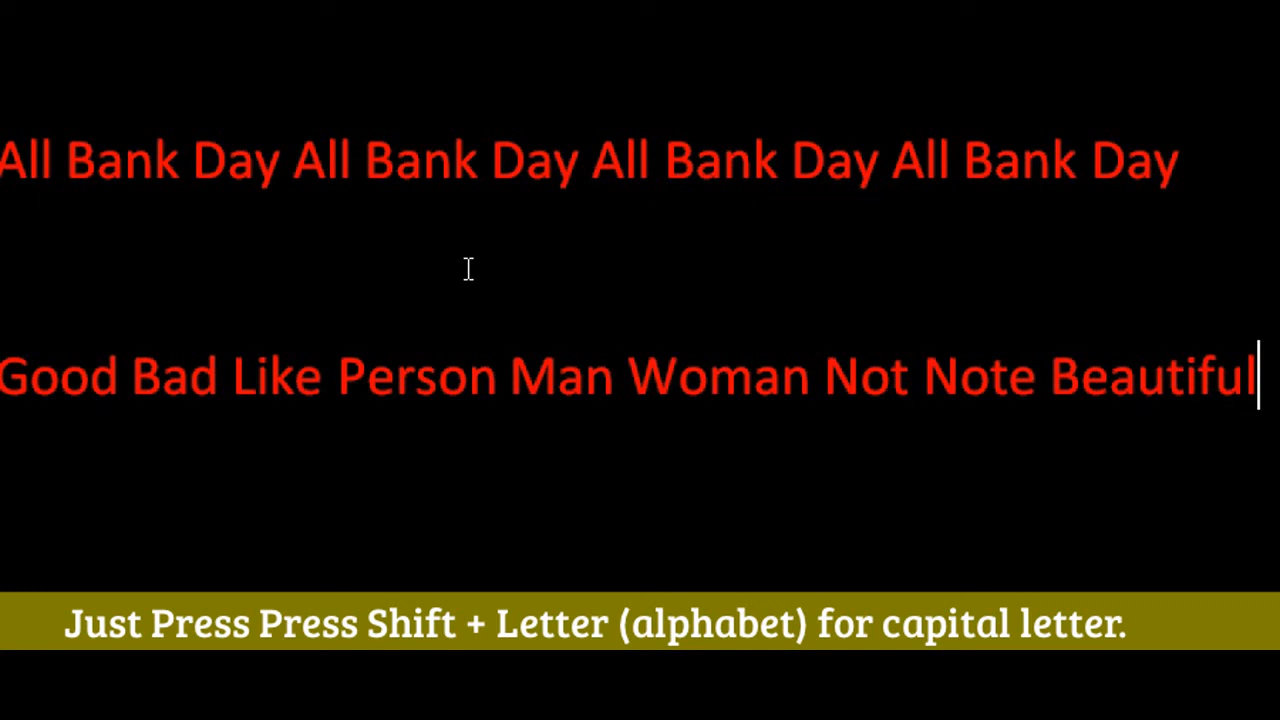 All Bank Day All Bank Day All Bank Day All Bank Day
Good Bad Like Person Man Woman Not Note Beautiful
Just Press Press Shift + Letter (alphabet) for capital letter.